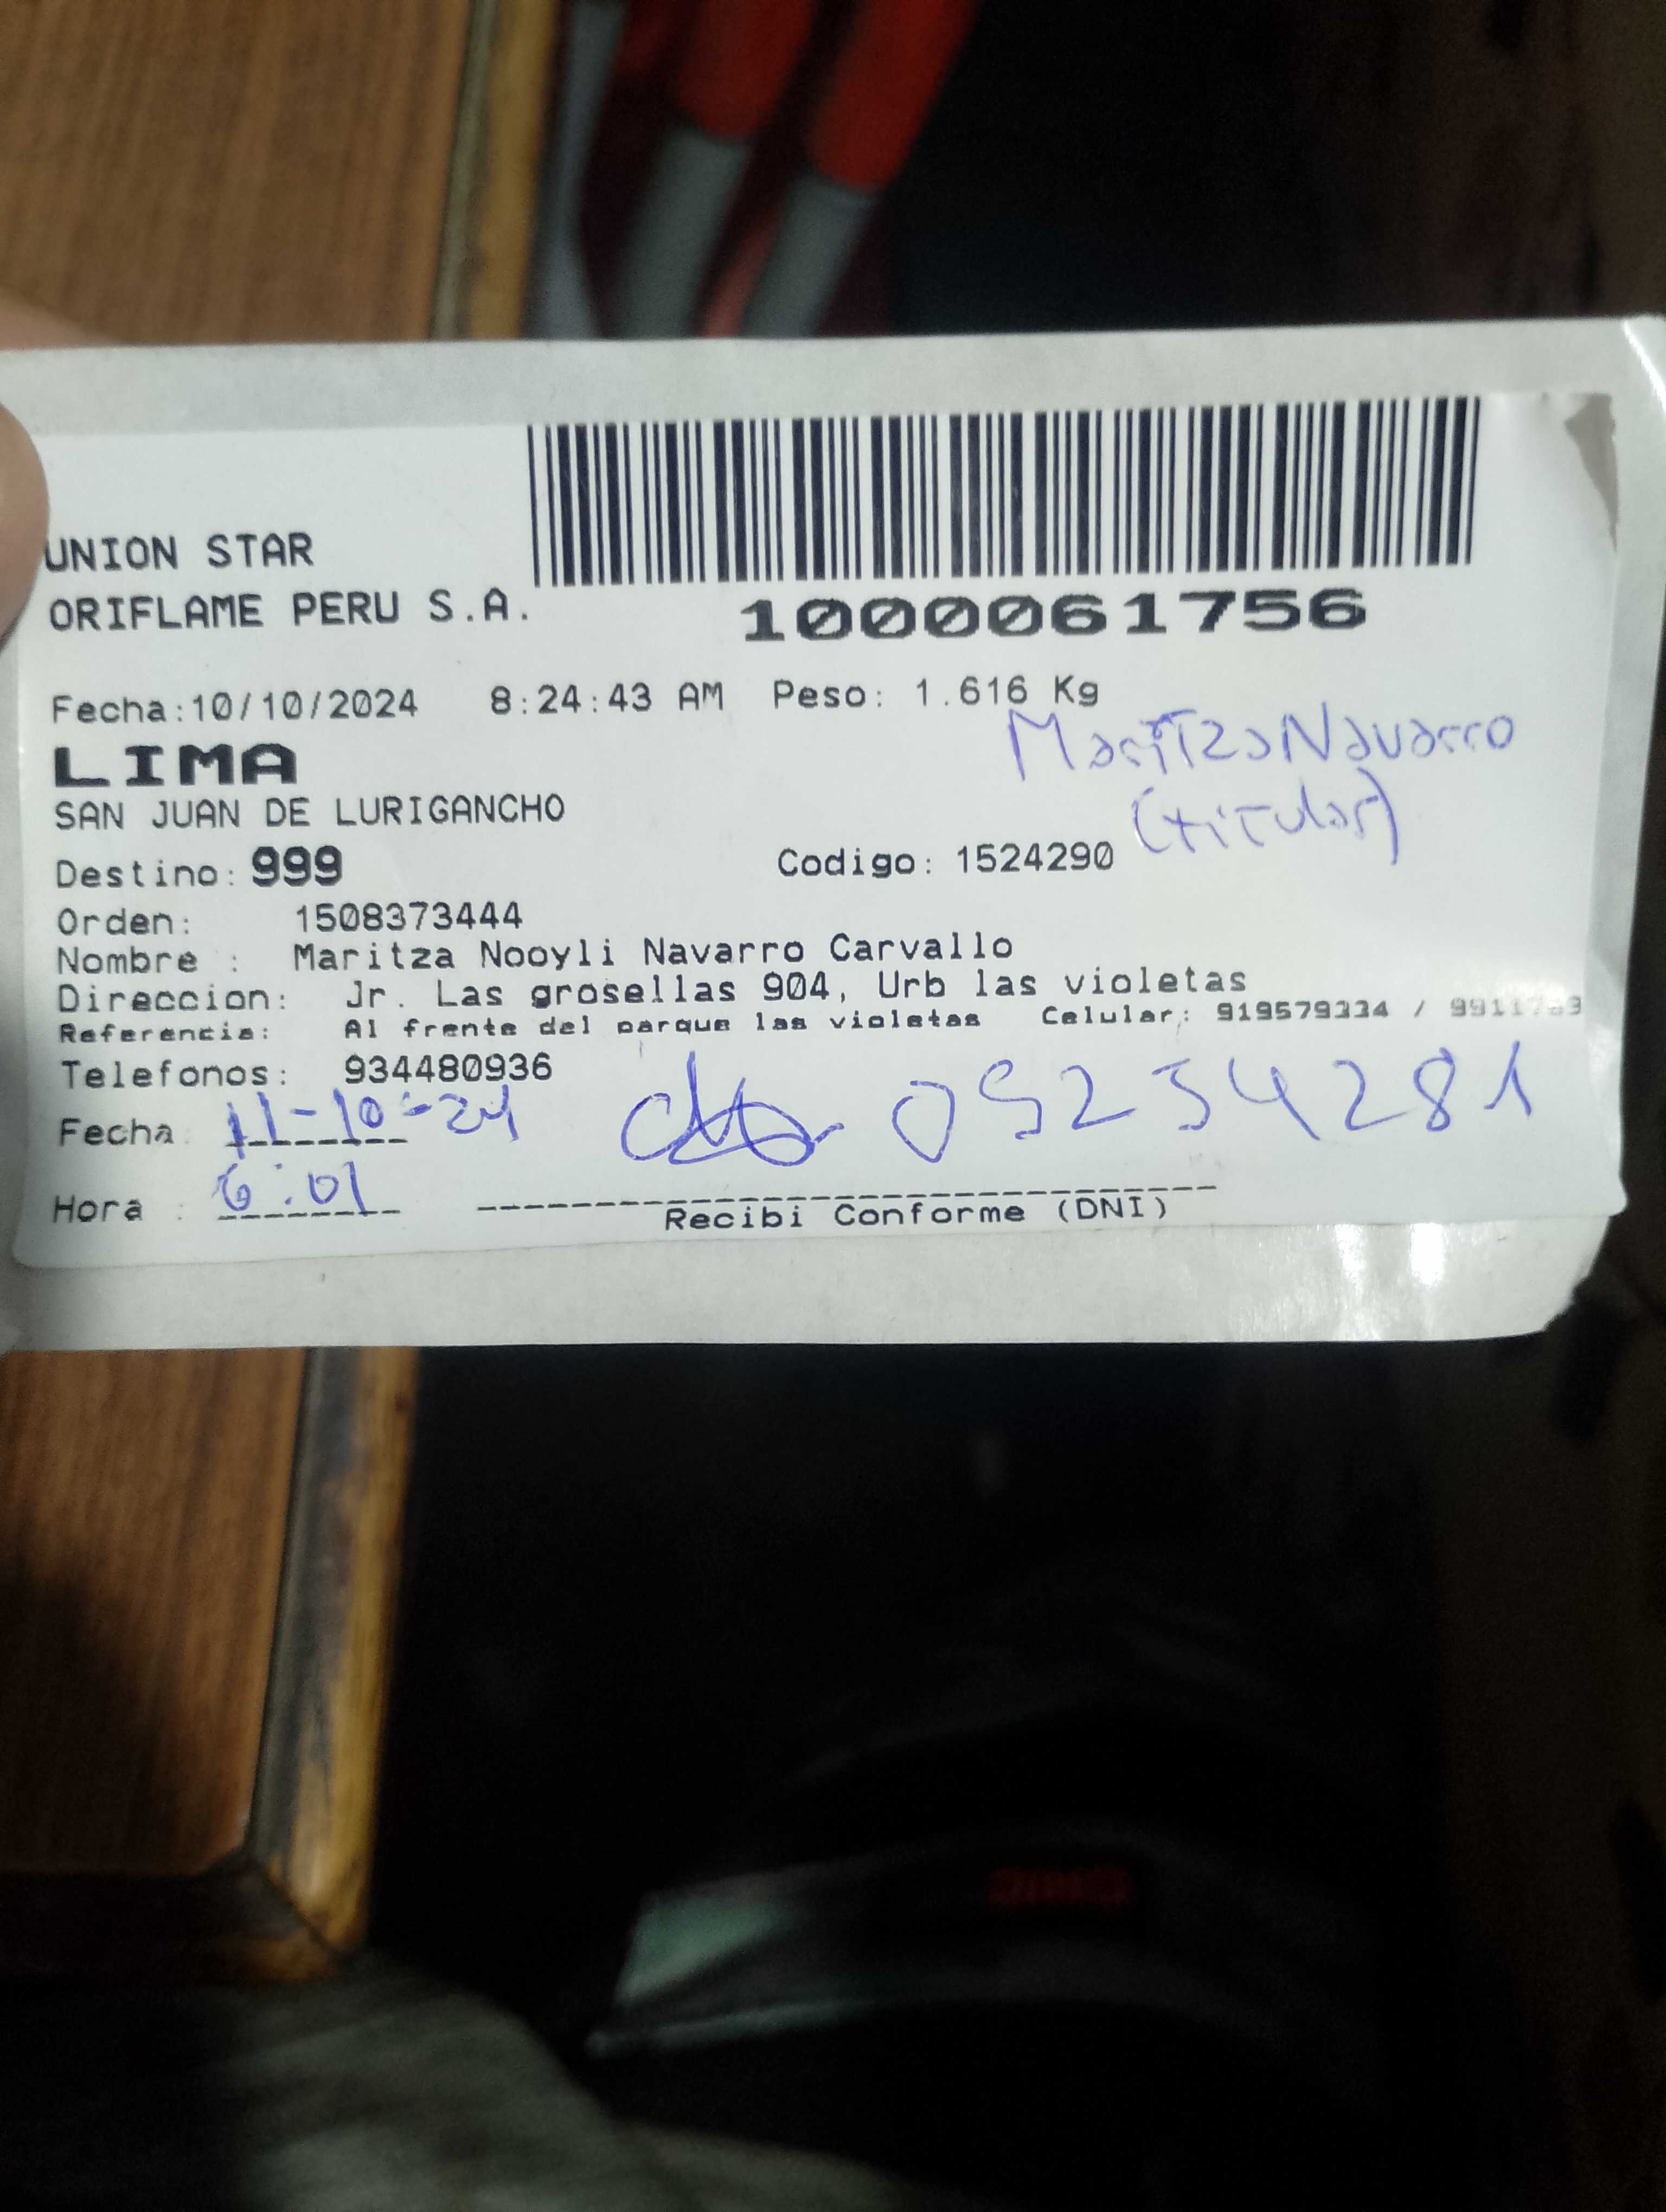 UNION STAR
ORIFLAME PERU S.A.
1000061756
Fecha:10/10/2024 8:24:43 AM Peso: 1.616 Kg
Maritza Navarro
(titular)
LIMA
SAN JUAN DE LURIGANCHO
Destino: 999 Codigo: 1524290
Orden: 1508373444
Nombre : Maritza Nooyli Navarro Carvallo
Direccion: Jr. Las grosellas 904, Urb las violetas
Referencia: Al frente del parque las violetas Celular: 919579334 /
Telefonos: 934480936
Fecha : 11-10-24 09234281
Hora : 6:01
Recibi Conforme (DNI)